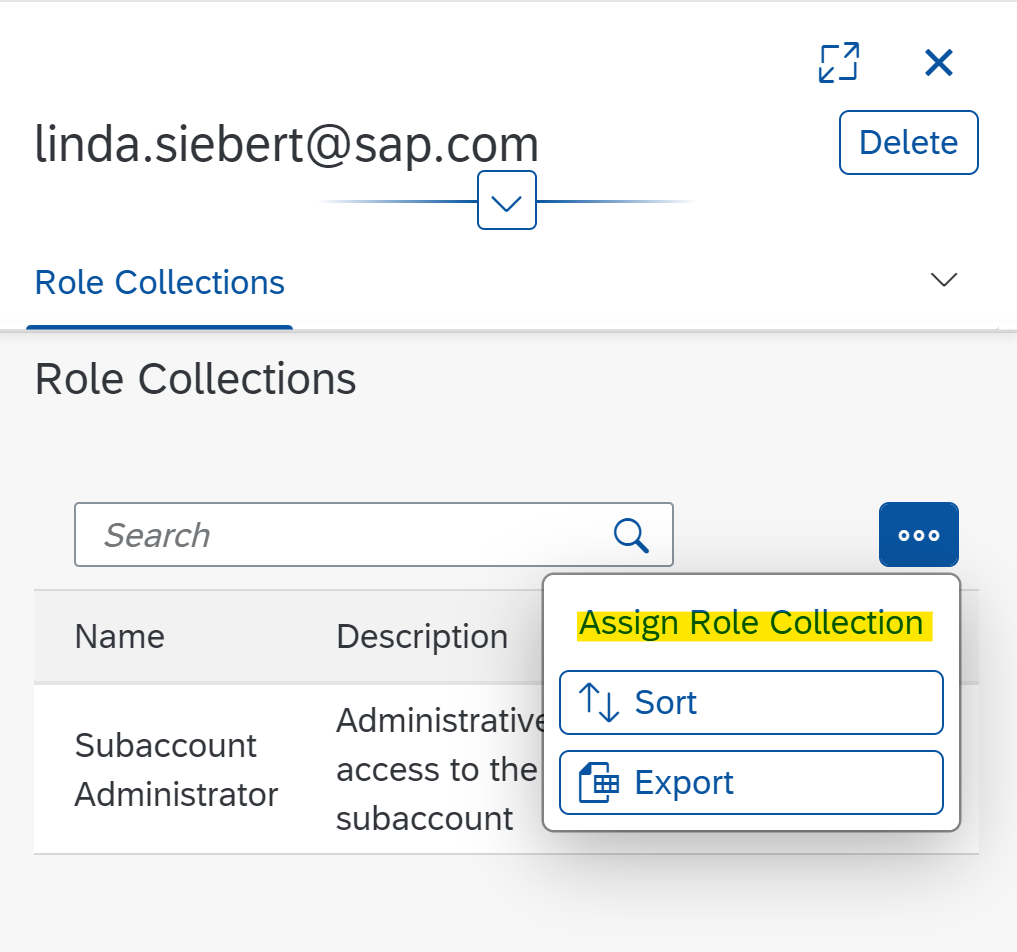 linda.siebert@sap.com
Delete
Role Collections
Role Collections
Search
Assign Role Collection
Sort
Export
Name
Description
Subaccount
Administrator
Administrative
access to the
subaccount